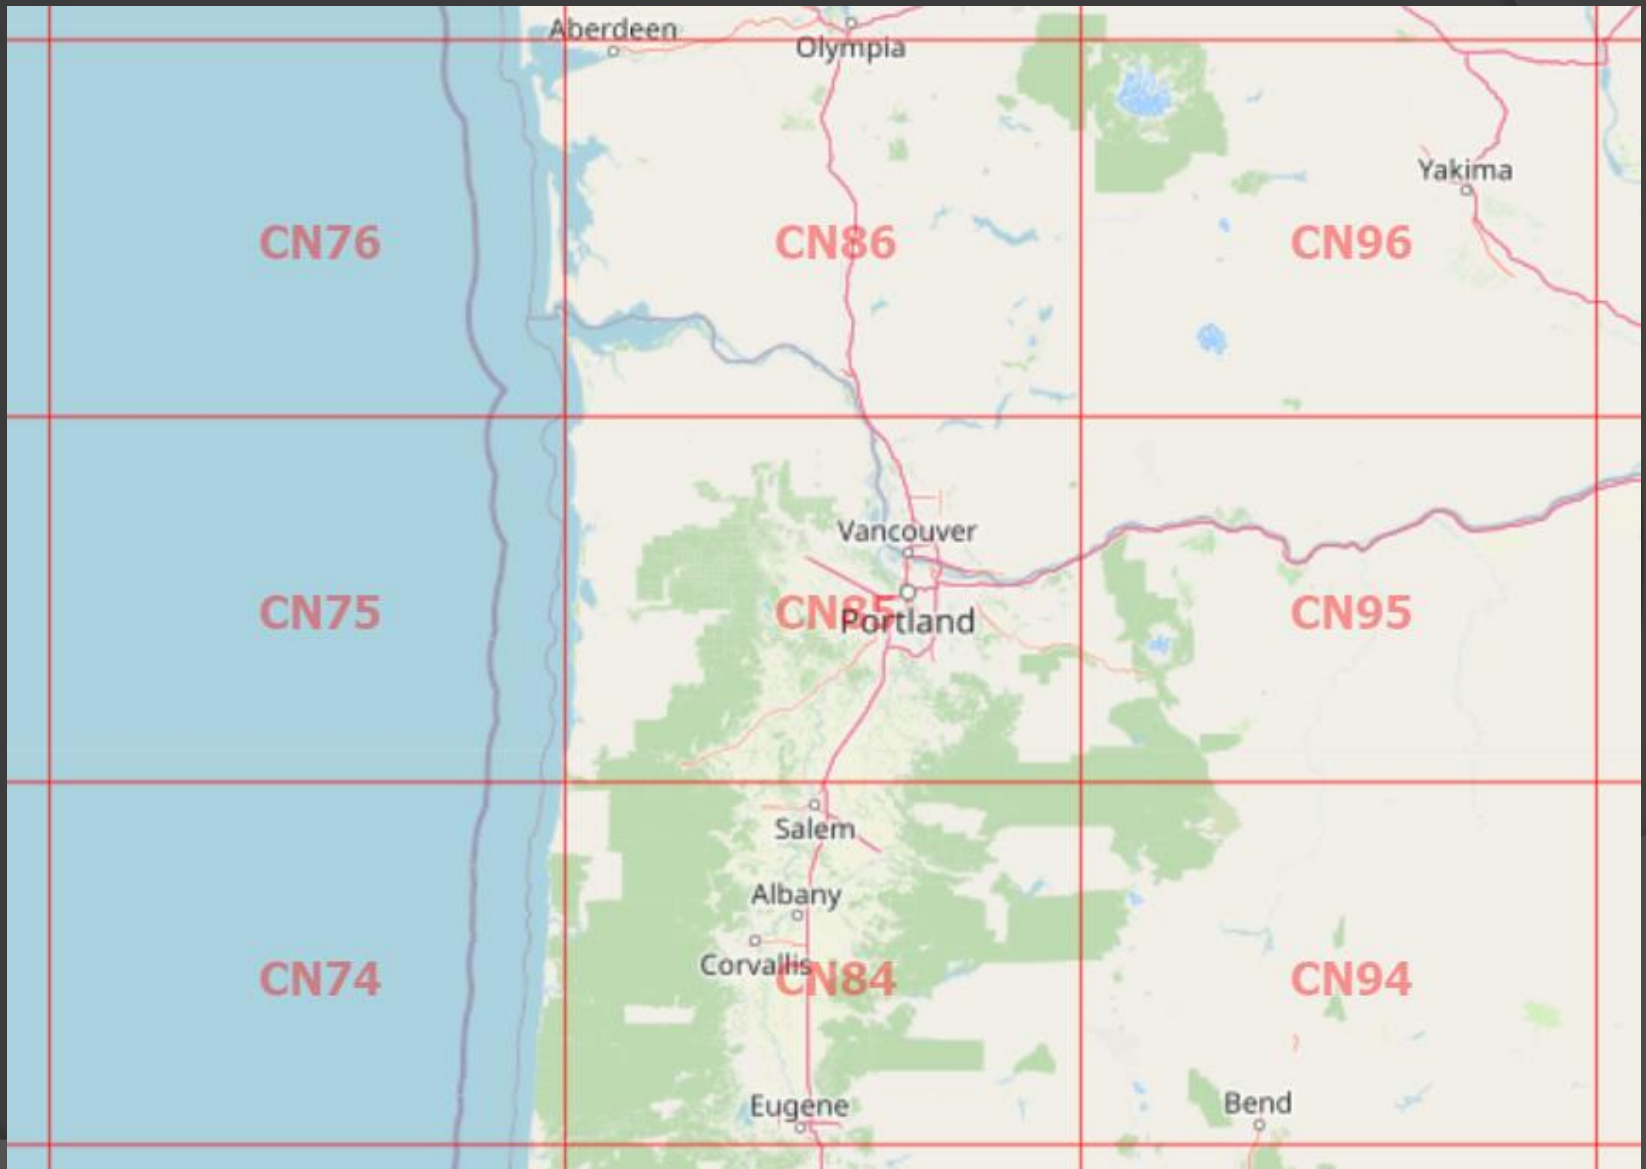 Aberdeen
Olympia
Yakima
CN76
CN86
CN96
Vancouver
CN75
CN85
Portland
CN95
Salem
Albany
Corvallis
CN74
CN84
CN94
Eugene
Bend